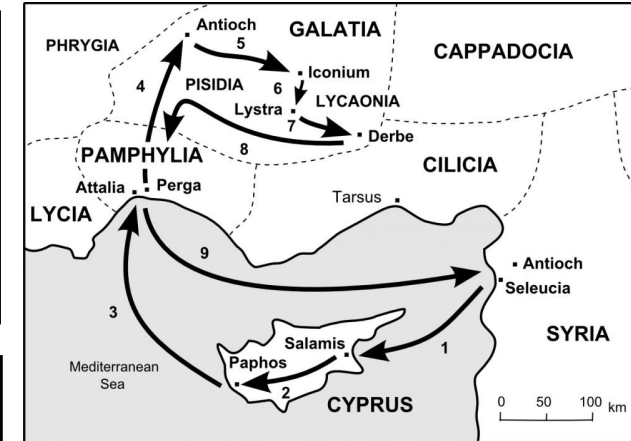 Antioch
5
GALATIA
PHRYGIA
CAPPADOCIA
Iconium
4
PISIDIA
6
Lystra
LYCAONIA
7
Derbe
8
PAMPHYLIA
CILICIA
Attalia
Perga
Tarsus
LYCIA
9
Antioch
Seleucia
3
SYRIA
Salamis
1
Paphos
Mediterranean
Sea
2
CYPRUS
0 50 100 km